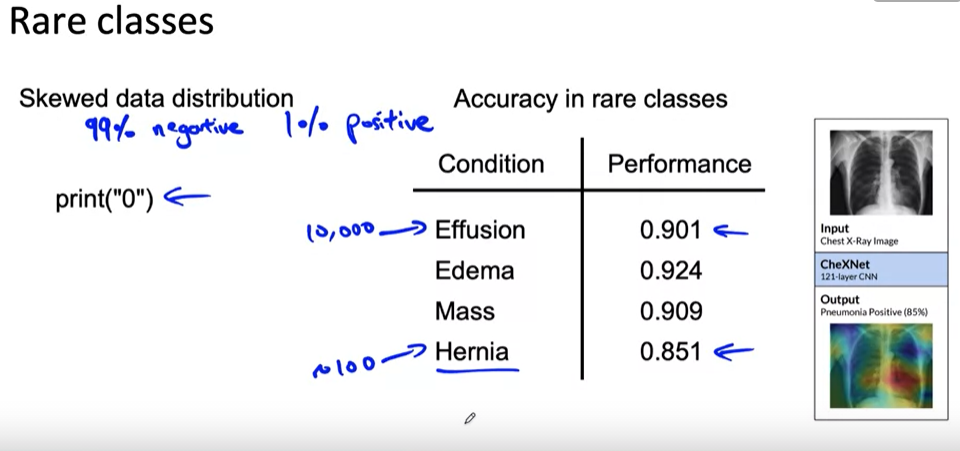 Rare classes
Skewed data distribution
99% negartive 1% positive
print("0")
Accuracy in rare classes
Condition Performance
10,000 Effusion 0.901
Edema 0.924
Mass 0.909
~100 Hernia 0.851
Input
Chest X-Ray Image
CheXNet
121-layer CNN
Output
Pneumonia Positive (85%)